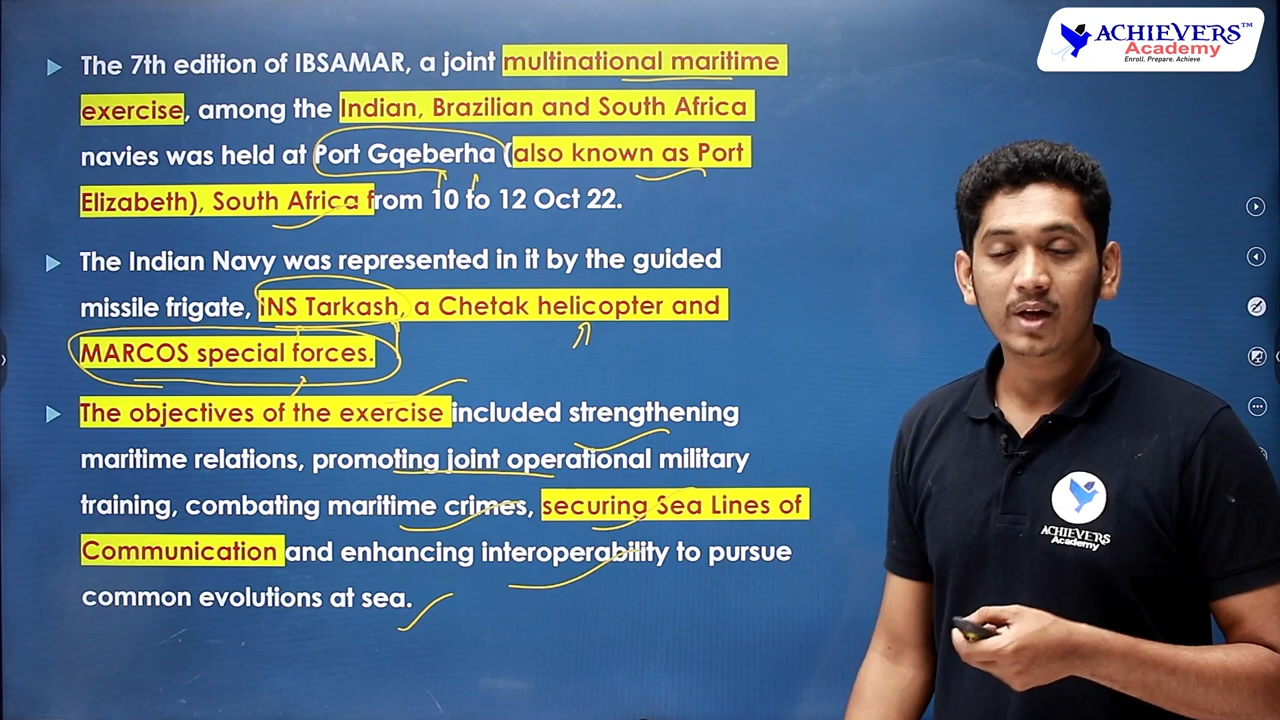 ACHIEVERS™
Academy
Enroll. Prepare. Achieve
The 7th edition of IBSAMAR, a joint multinational maritime
exercise, among the Indian, Brazilian and South Africa
navies was held at Port Gqeberha (also known as Port
Elizabeth), South Africa from 10 to 12 Oct 22.
The Indian Navy was represented in it by the guided
missile frigate, INS Tarkash, a Chetak helicopter and
MARCOS special forces.
The objectives of the exercise included strengthening
maritime relations, promoting joint operational military
training, combating maritime crimes, securing Sea Lines of
Communication and enhancing interoperability to pursue
common evolutions at sea.
ACHIEVERS
Academy